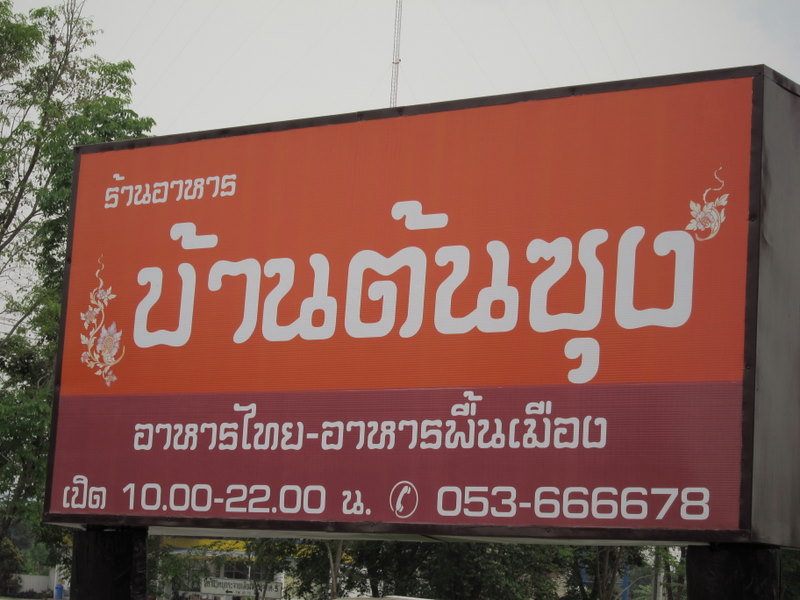 ร้านอาหาร
บ้านต้นซุง
อาหารไทย-อาหารพื้นเมือง
เปิด 10.00-22.00 น. 053-666678